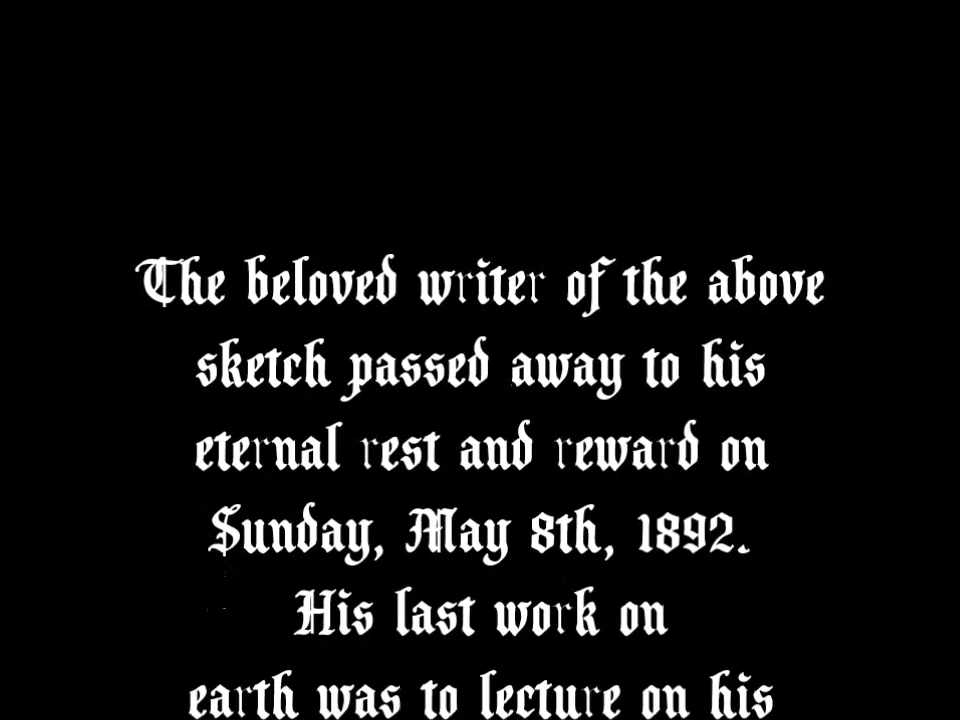 The beloved writer of the above
sketch passed away to his
eternal rest and reward on
Sunday, May 8th, 1892.
His last work on
earth was to lecture on his